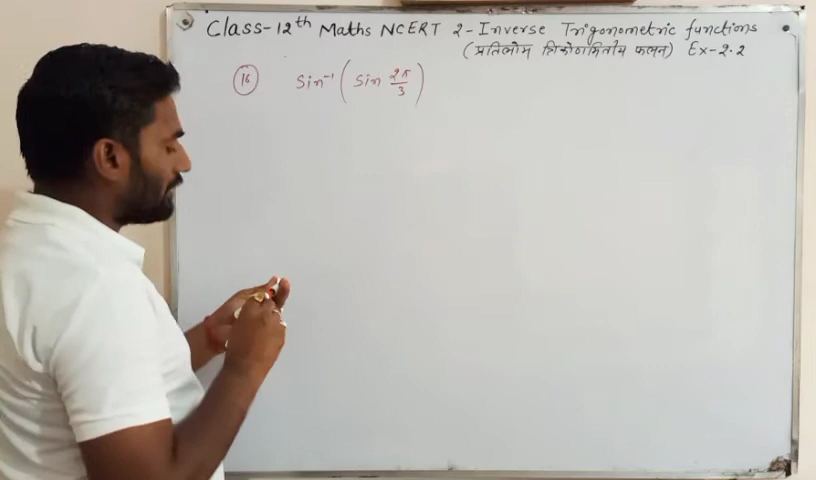 Class-12th Maths NCERT 2-Inverse Trigonometric functions
(प्रतिलोम त्रिकोणमितीय फलन) Ex-2.2
16 Sin⁻¹ (Sin 2π/3)